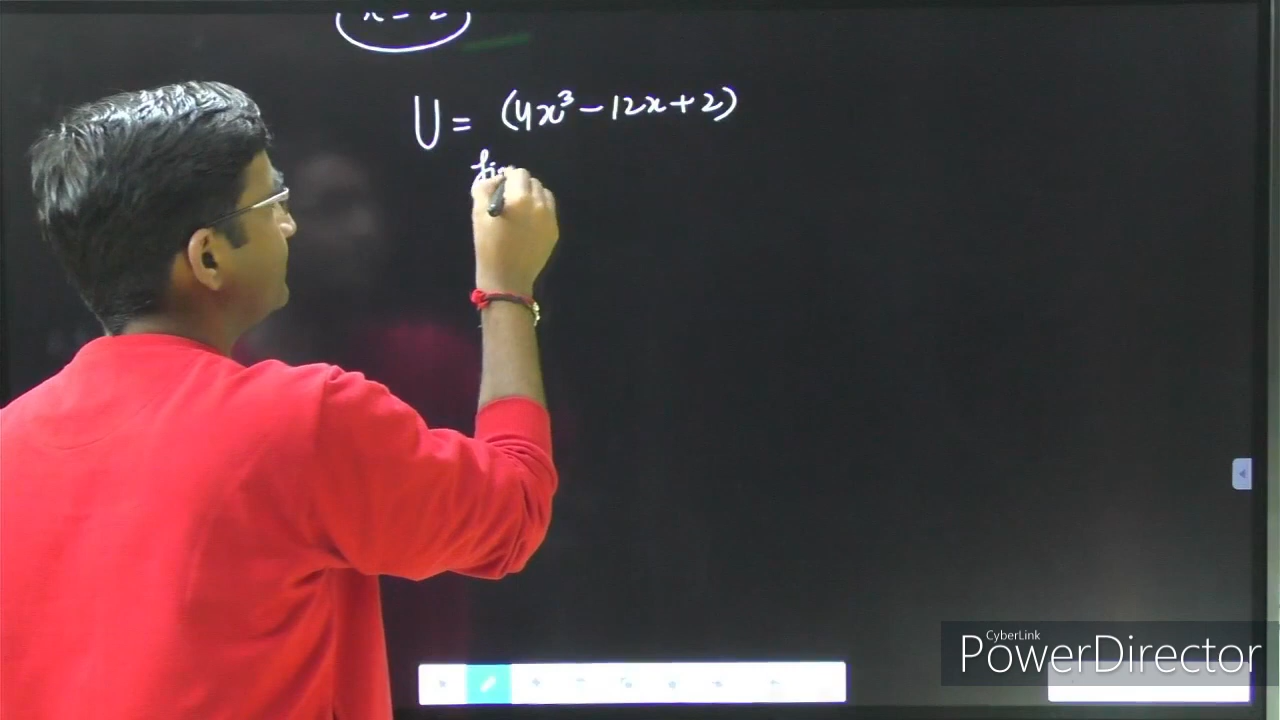 U = (4x³ - 12x + 2)
CyberLink
PowerDirector